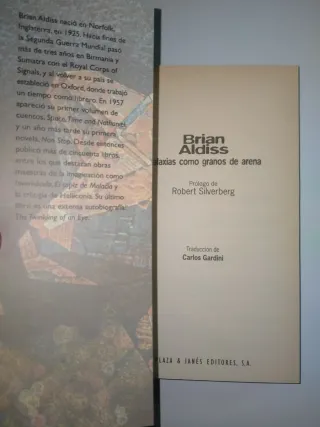 Brian Aldiss nació en Norfolk,
Inglaterra, en 1925. Hacia fines de
la Segunda Guerra Mundial pasó
más de tres años en Birmania y
Sumatra con el Royal Corps of
Signals, y al volver a su país se
estableció en Oxford, donde trabajó
un tiempo como librero. En 1957
apareció su primer volumen de
cuentos, Space, Time and Nathaniel,
y un año más tarde su primera
novela, Non Stop. Desde entonces
publicó más de cincuenta libros,
entre los que destacan obras
maestras de la imaginación como
Invernáculo, El tapiz de Malacia y
la trilogía de Heliconia. Su último
libro es una extensa autobiografía:
The Twinkling of an Eye.
Brian
Aldiss
laxias como granos de arena
Prólogo de
Robert Silverberg
Traducción de
Carlos Gardini
PLAZA & JANÉS EDITORES, S.A.